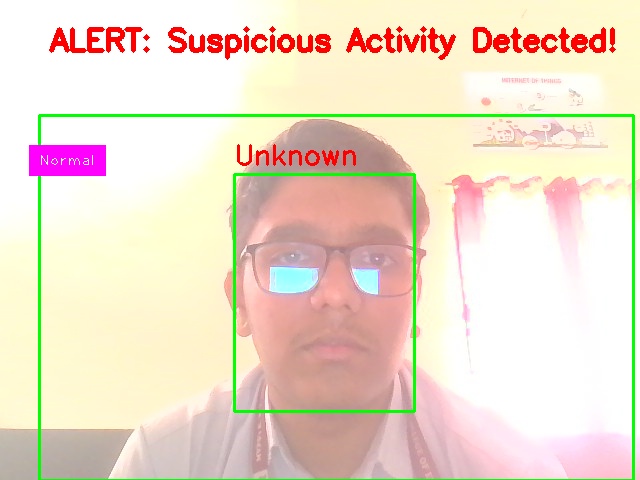 ALERT: Suspicious Activity Detected!
INTERNET OF THINGS
Normal
Unknown